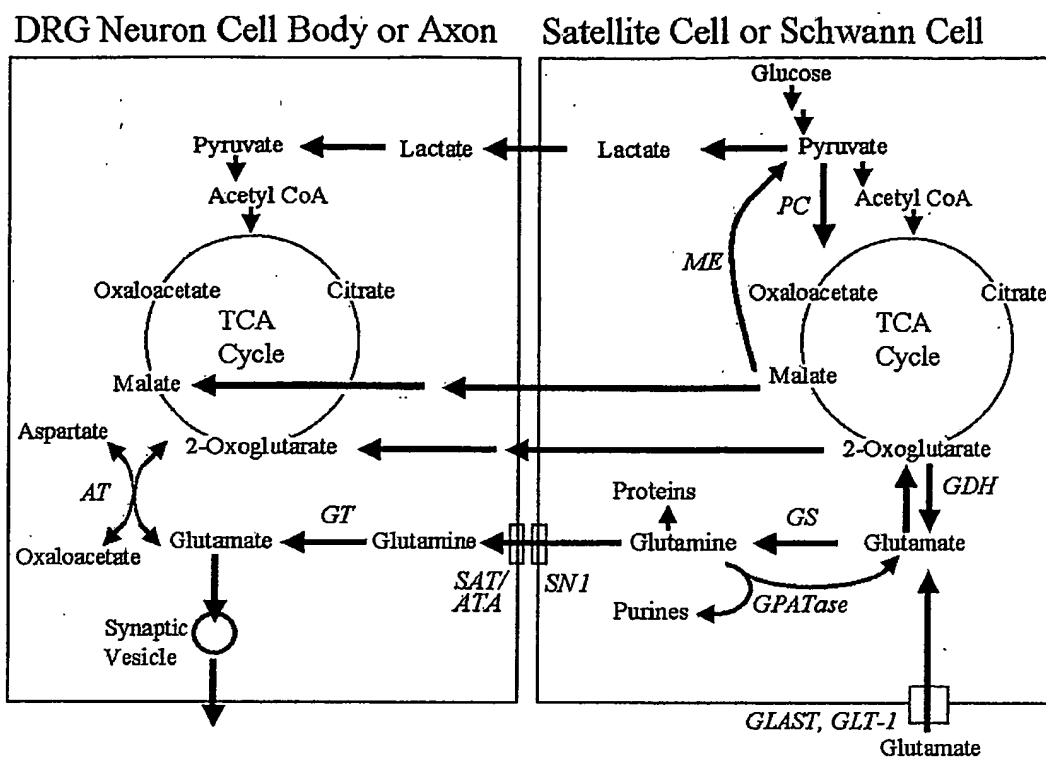 DRG Neuron Cell Body or Axon
Satellite Cell or Schwann Cell
Glucose
Pyruvate
Lactate
Lactate
Pyruvate
Acetyl CoA
PC
Acetyl CoA
ME
Oxaloacetate
Citrate
Oxaloacetate
Citrate
TCA
Cycle
TCA
Cycle
Malate
Malate
Aspartate
2-Oxoglutarate
2-Oxoglutarate
AT
Proteins
GDH
GT
GS
Oxaloacetate
Glutamate
Glutamine
Glutamine
Glutamate
SAT/
ATA
SN1
Purines
GPATase
Synaptic
Vesicle
GLAST, GLT-1
Glutamate